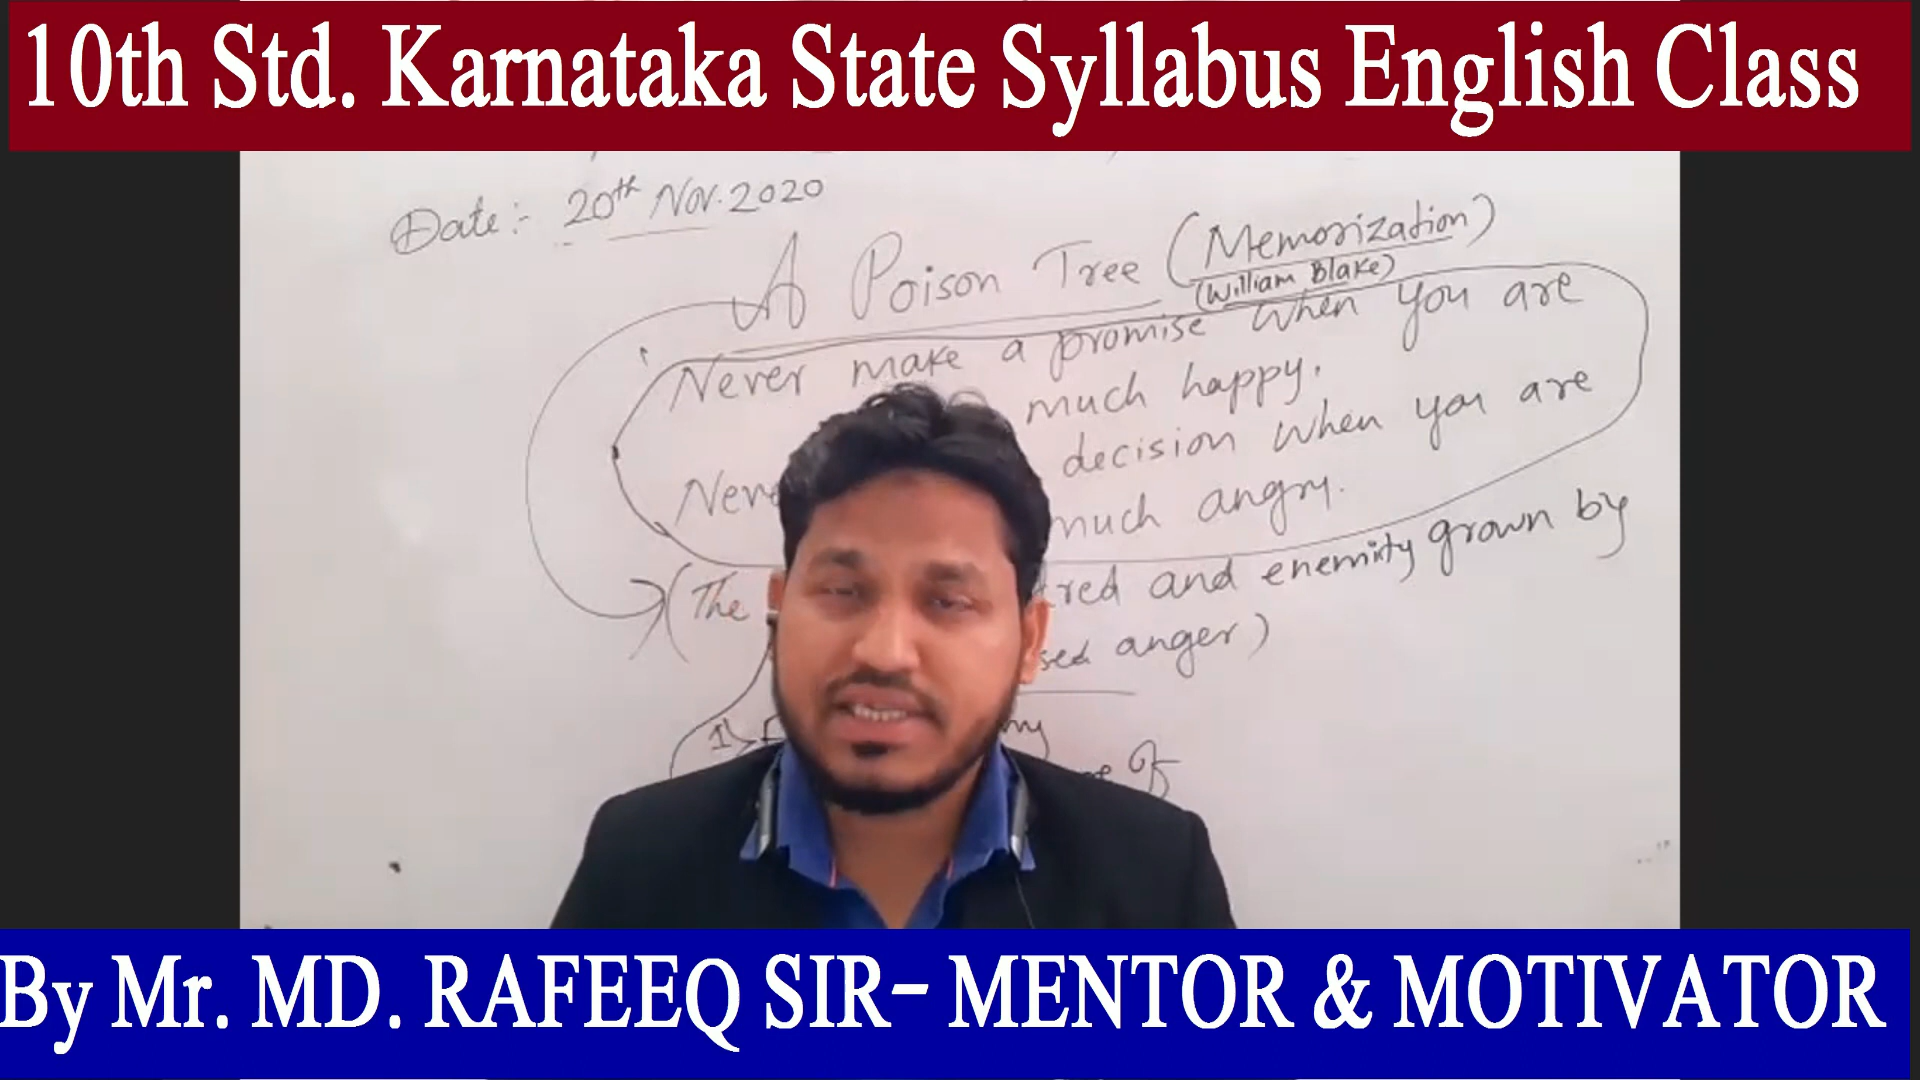 10th Std. Karnataka State Syllabus English Class
Date:- 20th Nov. 2020
A Poison Tree (Memorization)
(William Blake)
Never make a promise when you are
much happy.
decision when you are
much angry.
(The and enemity grown by
anger)
1>
of
By Mr. MD. RAFEEQ SIR- MENTOR & MOTIVATOR